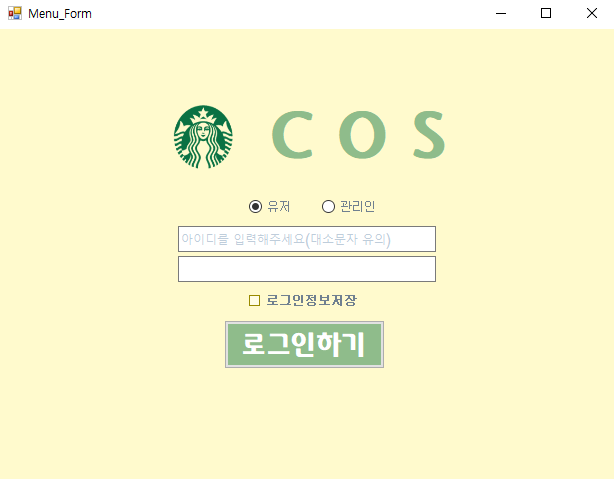 Menu_Form
COS
유저 관리인
아이디를 입력해주세요(대소문자 유의)
로그인정보저장
로그인하기